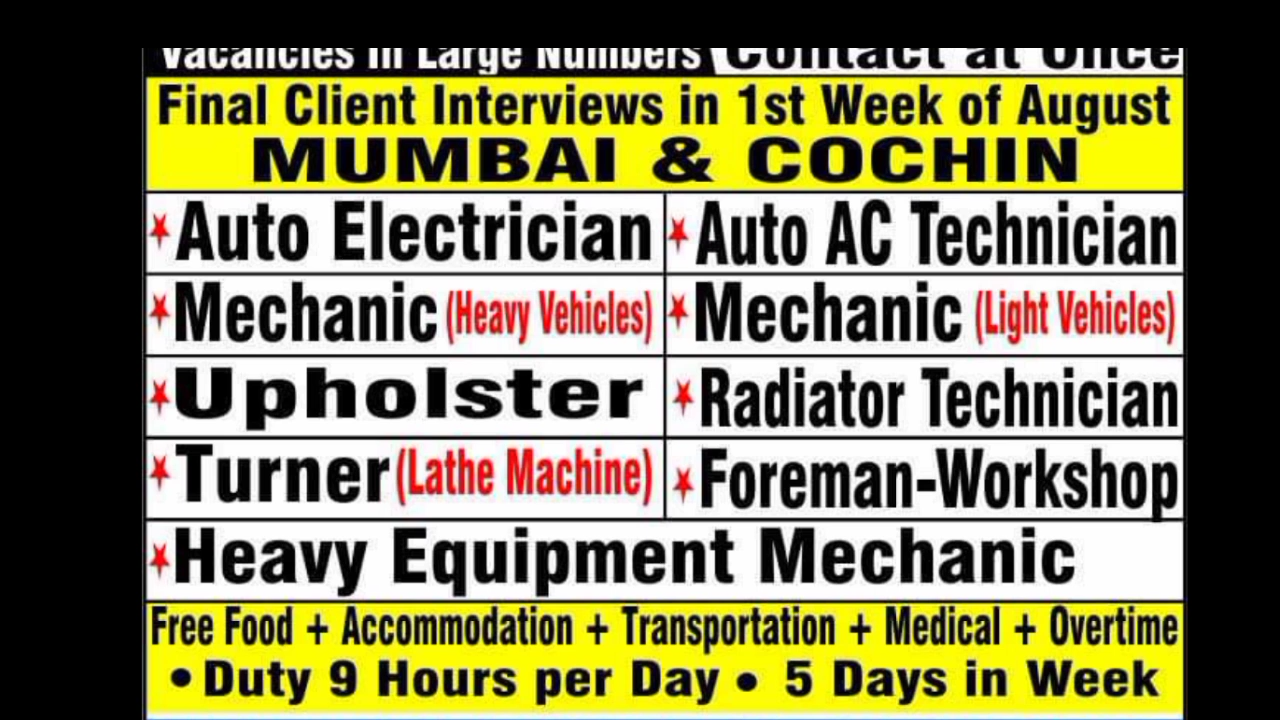 Vacancies in Large Numbers Contact at Once
Final Client Interviews in 1st Week of August
MUMBAI & COCHIN
Auto Electrician Auto AC Technician
Mechanic (Heavy Vehicles) Mechanic (Light Vehicles)
Upholster Radiator Technician
Turner (Lathe Machine) Foreman-Workshop
Heavy Equipment Mechanic
Free Food + Accommodation + Transportation + Medical + Overtime
• Duty 9 Hours per Day • 5 Days in Week